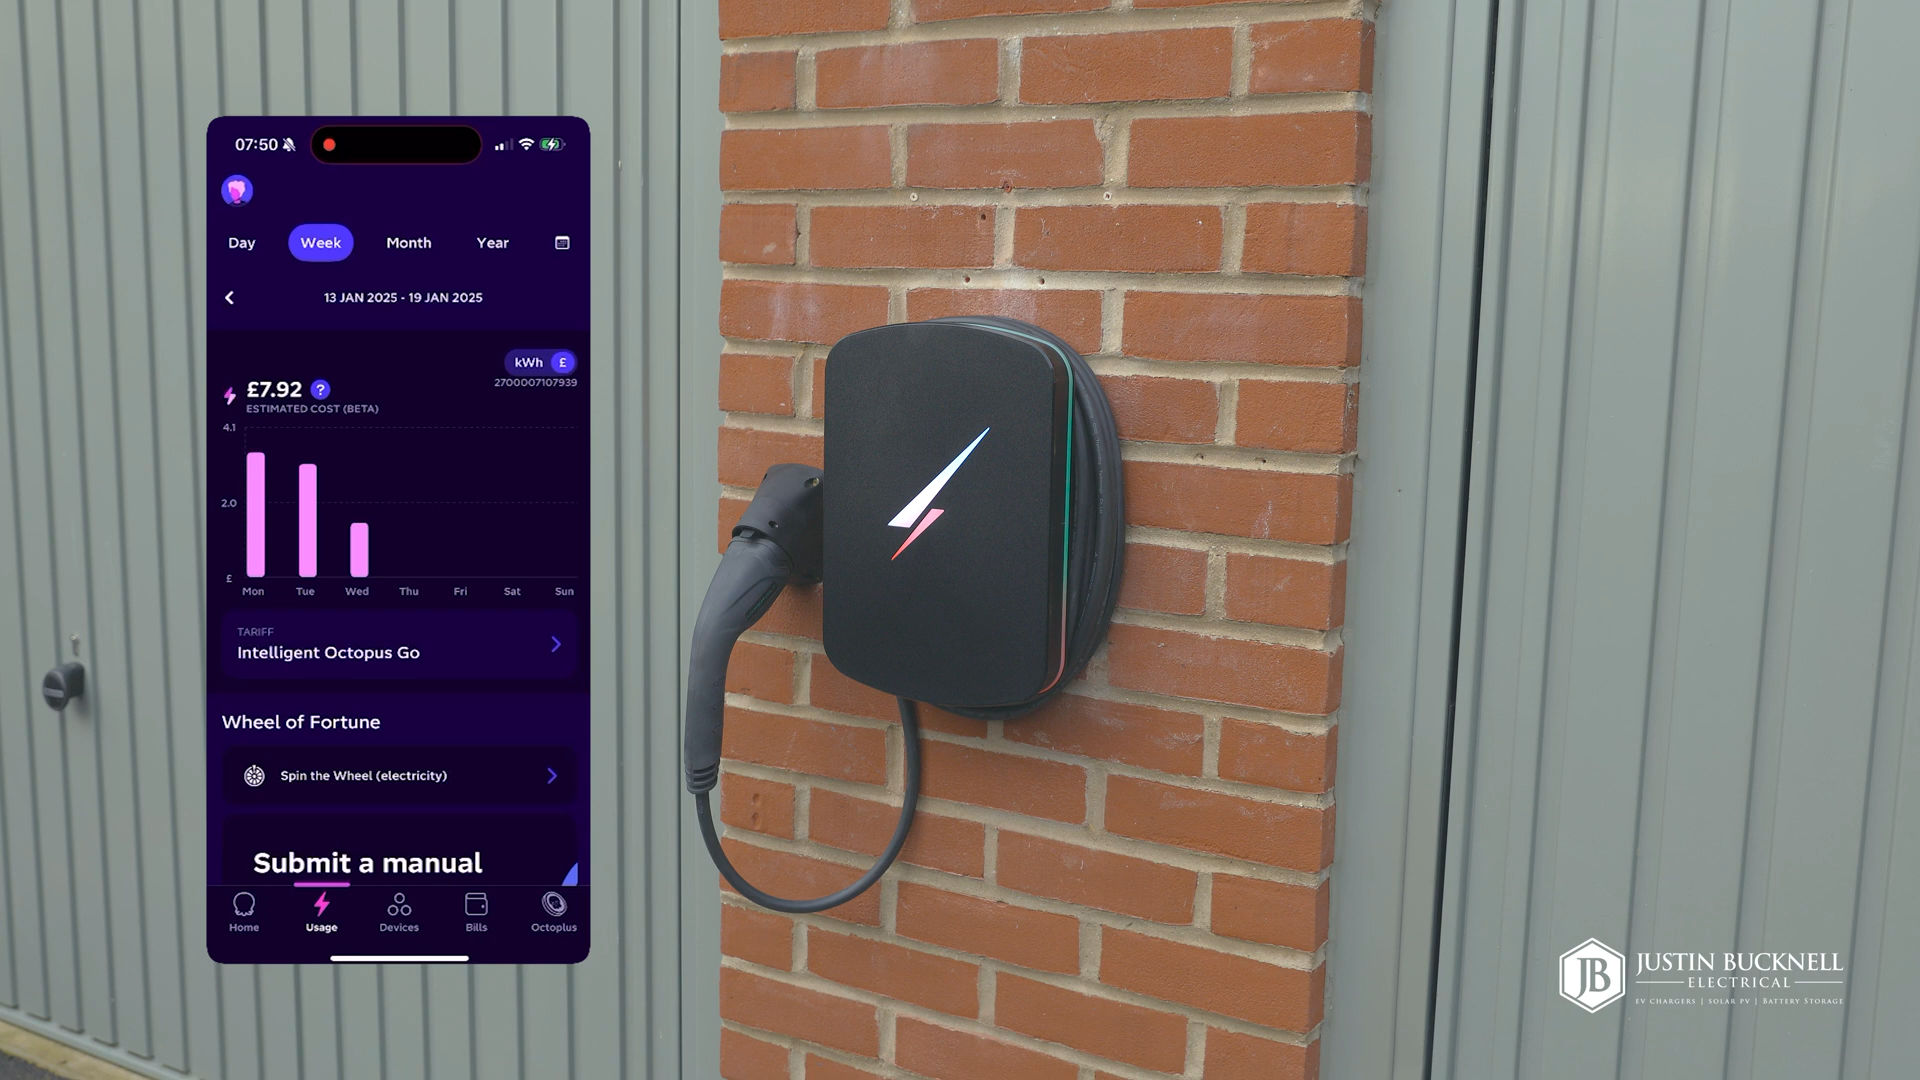 07:50
Day Week Month Year
13 JAN 2025 - 19 JAN 2025
kWh £
2700007107939
£7.92 ?
ESTIMATED COST (BETA)
4.1
2.0
£
Mon Tue Wed Thu Fri Sat Sun
TARIFF
Intelligent Octopus Go
Wheel of Fortune
Spin the Wheel (electricity)
Submit a manual
Home Usage Devices Bills Octoplus
JB
JUSTIN BUCKNELL
ELECTRICAL
EV CHARGERS | SOLAR PV | BATTERY STORAGE